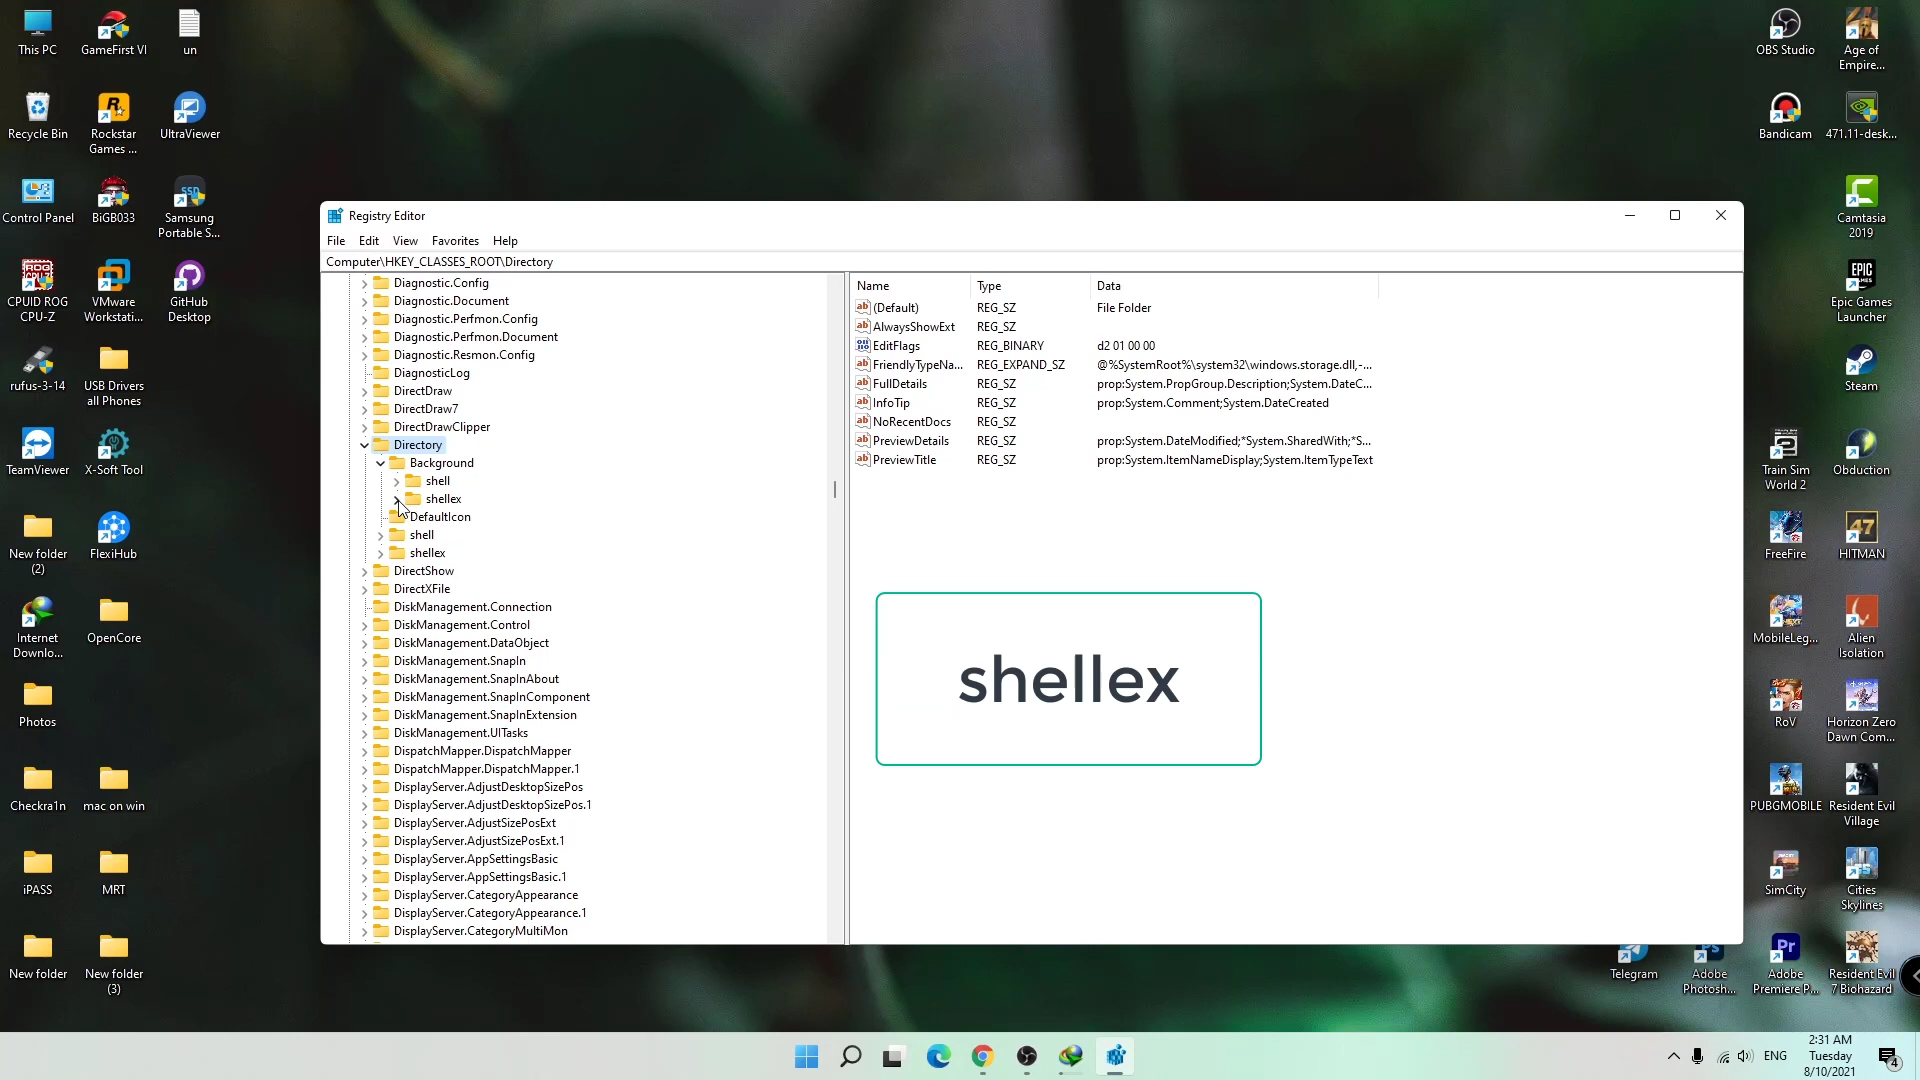 This PC
GameFirst VI
un
Recycle Bin
Rockstar
Games ...
UltraViewer
Control Panel
BiGB033
Samsung
Portable S...
CPUID ROG
CPU-Z
VMware
Workstati...
GitHub
Desktop
rufus-3-14
USB Drivers
all Phones
TeamViewer
X-Soft Tool
New folder
(2)
FlexiHub
Internet
Downlo...
OpenCore
Photos
Checkra1n
mac on win
iPASS
MRT
New folder
New folder
(3)
Registry Editor
File Edit View Favorites Help
Computer\HKEY_CLASSES_ROOT\Directory
Diagnostic.Config
Diagnostic.Document
Diagnostic.Perfmon.Config
Diagnostic.Perfmon.Document
Diagnostic.Resmon.Config
DiagnosticLog
DirectDraw
DirectDraw7
DirectDrawClipper
Directory
Background
shell
shellex
DefaultIcon
shell
shellex
DirectShow
DirectXFile
DiskManagement.Connection
DiskManagement.Control
DiskManagement.DataObject
DiskManagement.SnapIn
DiskManagement.SnapInAbout
DiskManagement.SnapInComponent
DiskManagement.SnapInExtension
DiskManagement.UITasks
DispatchMapper.DispatchMapper
DispatchMapper.DispatchMapper.1
DisplayServer.AdjustDesktopSizePos
DisplayServer.AdjustDesktopSizePos.1
DisplayServer.AdjustSizePosExt
DisplayServer.AdjustSizePosExt.1
DisplayServer.AppSettingsBasic
DisplayServer.AppSettingsBasic.1
DisplayServer.CategoryAppearance
DisplayServer.CategoryAppearance.1
DisplayServer.CategoryMultiMon
Name Type Data
(Default) REG_SZ File Folder
AlwaysShowExt REG_SZ
EditFlags REG_BINARY d2 01 00 00
FriendlyTypeNa... REG_EXPAND_SZ @%SystemRoot%\system32\windows.storage.dll,-...
FullDetails REG_SZ prop:System.PropGroup.Description;System.DateC...
InfoTip REG_SZ prop:System.Comment;System.DateCreated
NoRecentDocs REG_SZ
PreviewDetails REG_SZ prop:System.DateModified;*System.SharedWith;*S...
PreviewTitle REG_SZ prop:System.ItemNameDisplay;System.ItemTypeText
shellex
OBS Studio
Age of
Empire...
Bandicam
471.11-desk...
Camtasia
2019
EPIC
GAMES
Epic Games
Launcher
Steam
Train Sim
World 2
Obduction
FreeFire
47
HITMAN
MobileLeg...
Alien
Isolation
RoV
Horizon Zero
Dawn Com...
PUBGMOBILE
Resident Evil
Village
SimCity
Cities
Skylines
Telegram
Adobe
Photosh...
Pr
Adobe
Premiere P...
Resident Evil
7 Biohazard
ENG
2:31 AM
Tuesday
8/10/2021
4